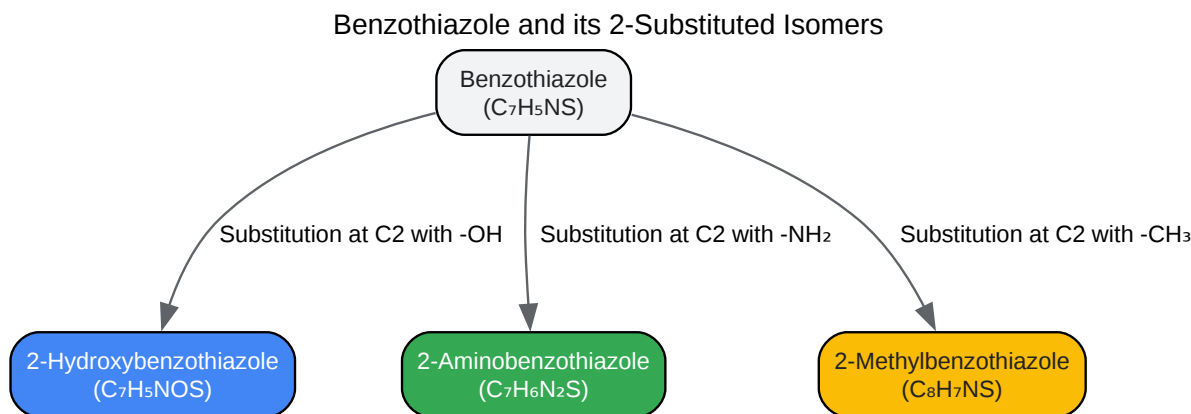 Benzothiazole and its 2-Substituted Isomers
Benzothiazole
(C₇H₅NS)
Substitution at C2 with -OH
Substitution at C2 with -NH₂
Substitution at C2 with -CH₃
2-Hydroxybenzothiazole
(C₇H₅NOS)
2-Aminobenzothiazole
(C₇H₆N₂S)
2-Methylbenzothiazole
(C₈H₇NS)